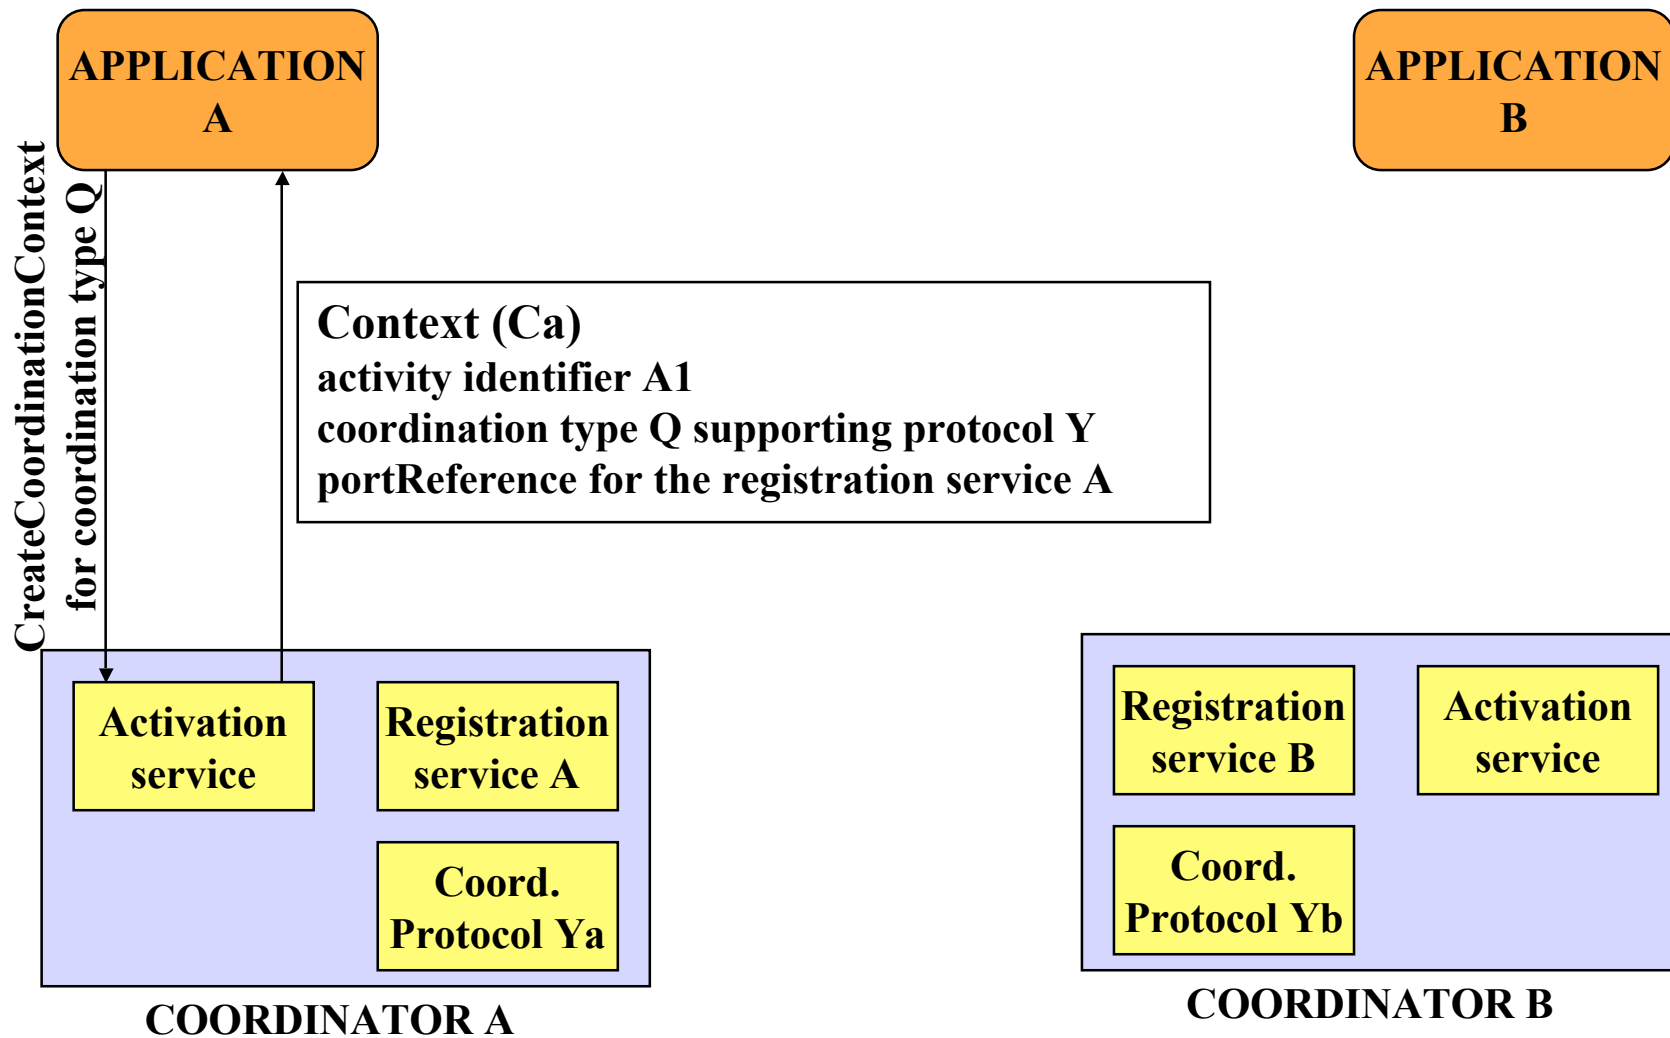 APPLICATION
A
APPLICATION
B
CreateCoordinationContext
for coordination type Q
Context (Ca)
activity identifier A1
coordination type Q supporting protocol Y
portReference for the registration service A
Activation
service
Registration
service A
Coord.
Protocol Ya
COORDINATOR A
Registration
service B
Activation
service
Coord.
Protocol Yb
COORDINATOR B